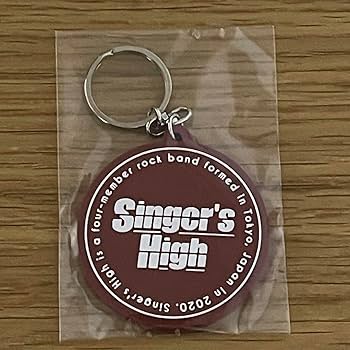 Singer's
High
Singer's High is a four-member rock band formed in Tokyo, Japan in 2020.